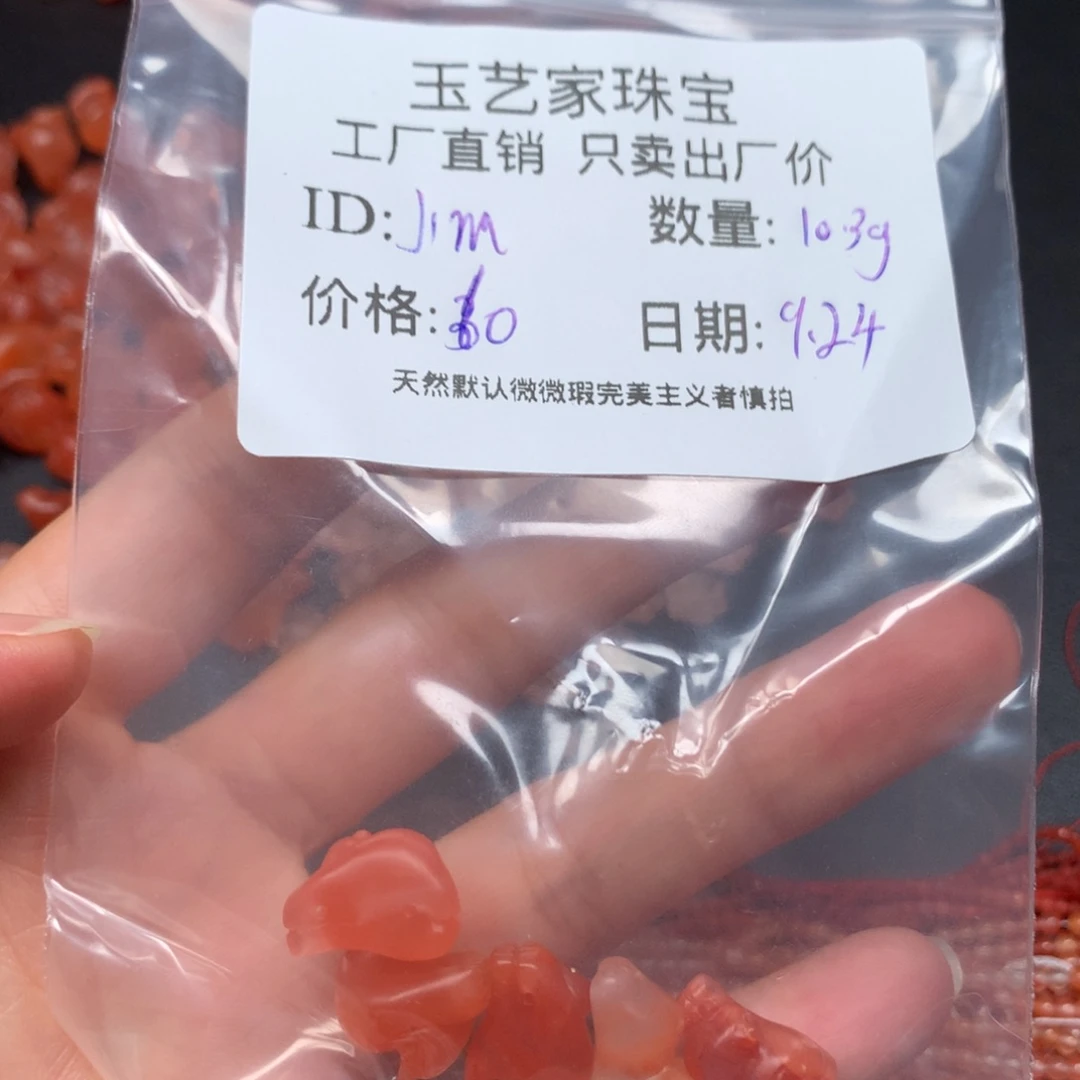 玉艺家珠宝
工厂直销 只卖出厂价
ID:Jim 数量:10.3g
价格:60 日期:9.24
天然默认微微瑕完美主义者慎拍